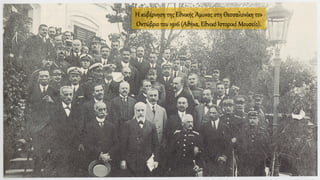 Η κυβέρνηση της Εθνικής Άμυνας στη Θεσσαλονίκη τον
Οκτώβριο του 1916 (Αθήνα, Εθνικό Ιστορικό Μουσείο).